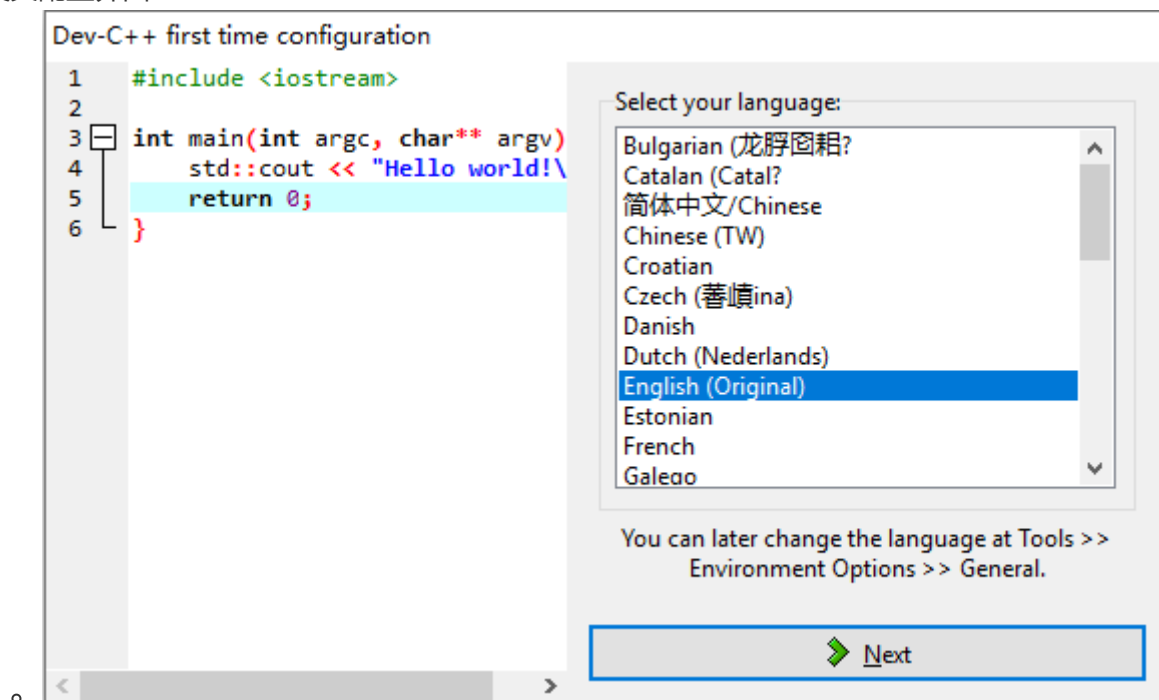 Dev-C++ first time configuration
1 #include <iostream>
2
3 int main(int argc, char** argv)
4 std::cout << "Hello world!\
5 return 0;
6 }
Select your language:
Bulgarian (龙脬囵耜?
Catalan (Catal?
简体中文/Chinese
Chinese (TW)
Croatian
Czech (萫ina)
Danish
Dutch (Nederlands)
English (Original)
Estonian
French
Galego
You can later change the language at Tools >>
Environment Options >> General.
Next